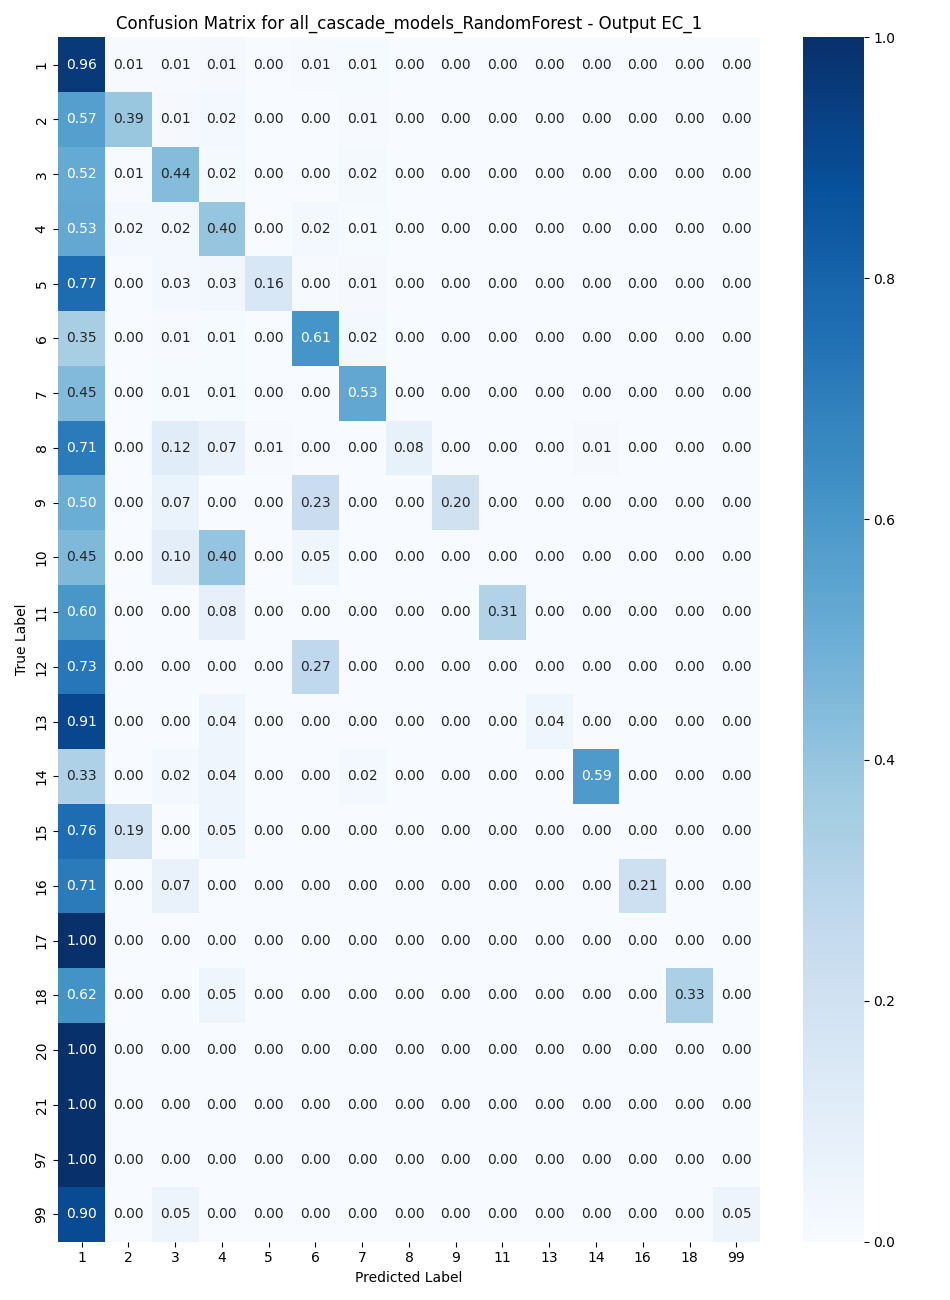 Confusion Matrix for all_cascade_models_RandomForest - Output EC_1
1 0.96 0.01 0.01 0.01 0.00 0.01 0.01 0.00 0.00 0.00 0.00 0.00 0.00 0.00 0.00
2 0.57 0.39 0.01 0.02 0.00 0.00 0.01 0.00 0.00 0.00 0.00 0.00 0.00 0.00 0.00
3 0.52 0.01 0.44 0.02 0.00 0.00 0.02 0.00 0.00 0.00 0.00 0.00 0.00 0.00 0.00
4 0.53 0.02 0.02 0.40 0.00 0.02 0.01 0.00 0.00 0.00 0.00 0.00 0.00 0.00 0.00
5 0.77 0.00 0.03 0.03 0.16 0.00 0.01 0.00 0.00 0.00 0.00 0.00 0.00 0.00 0.00
6 0.35 0.00 0.01 0.01 0.00 0.61 0.02 0.00 0.00 0.00 0.00 0.00 0.00 0.00 0.00
7 0.45 0.00 0.01 0.01 0.00 0.00 0.53 0.00 0.00 0.00 0.00 0.00 0.00 0.00 0.00
8 0.71 0.00 0.12 0.07 0.01 0.00 0.00 0.08 0.00 0.00 0.00 0.01 0.00 0.00 0.00
9 0.50 0.00 0.07 0.00 0.00 0.23 0.00 0.00 0.20 0.00 0.00 0.00 0.00 0.00 0.00
10 0.45 0.00 0.10 0.40 0.00 0.05 0.00 0.00 0.00 0.00 0.00 0.00 0.00 0.00 0.00
11 0.60 0.00 0.00 0.08 0.00 0.00 0.00 0.00 0.00 0.31 0.00 0.00 0.00 0.00 0.00
12 0.73 0.00 0.00 0.00 0.00 0.27 0.00 0.00 0.00 0.00 0.00 0.00 0.00 0.00 0.00
13 0.91 0.00 0.00 0.04 0.00 0.00 0.00 0.00 0.00 0.00 0.04 0.00 0.00 0.00 0.00
14 0.33 0.00 0.02 0.04 0.00 0.00 0.02 0.00 0.00 0.00 0.00 0.59 0.00 0.00 0.00
15 0.76 0.19 0.00 0.05 0.00 0.00 0.00 0.00 0.00 0.00 0.00 0.00 0.00 0.00 0.00
16 0.71 0.00 0.07 0.00 0.00 0.00 0.00 0.00 0.00 0.00 0.00 0.00 0.21 0.00 0.00
17 1.00 0.00 0.00 0.00 0.00 0.00 0.00 0.00 0.00 0.00 0.00 0.00 0.00 0.00 0.00
18 0.62 0.00 0.00 0.05 0.00 0.00 0.00 0.00 0.00 0.00 0.00 0.00 0.00 0.33 0.00
20 1.00 0.00 0.00 0.00 0.00 0.00 0.00 0.00 0.00 0.00 0.00 0.00 0.00 0.00 0.00
21 1.00 0.00 0.00 0.00 0.00 0.00 0.00 0.00 0.00 0.00 0.00 0.00 0.00 0.00 0.00
97 1.00 0.00 0.00 0.00 0.00 0.00 0.00 0.00 0.00 0.00 0.00 0.00 0.00 0.00 0.00
99 0.90 0.00 0.05 0.00 0.00 0.00 0.00 0.00 0.00 0.00 0.00 0.00 0.00 0.00 0.05
1 2 3 4 5 6 7 8 9 11 13 14 16 18 99
Predicted Label
True Label
1.0
0.8
0.6
0.4
0.2
0.0